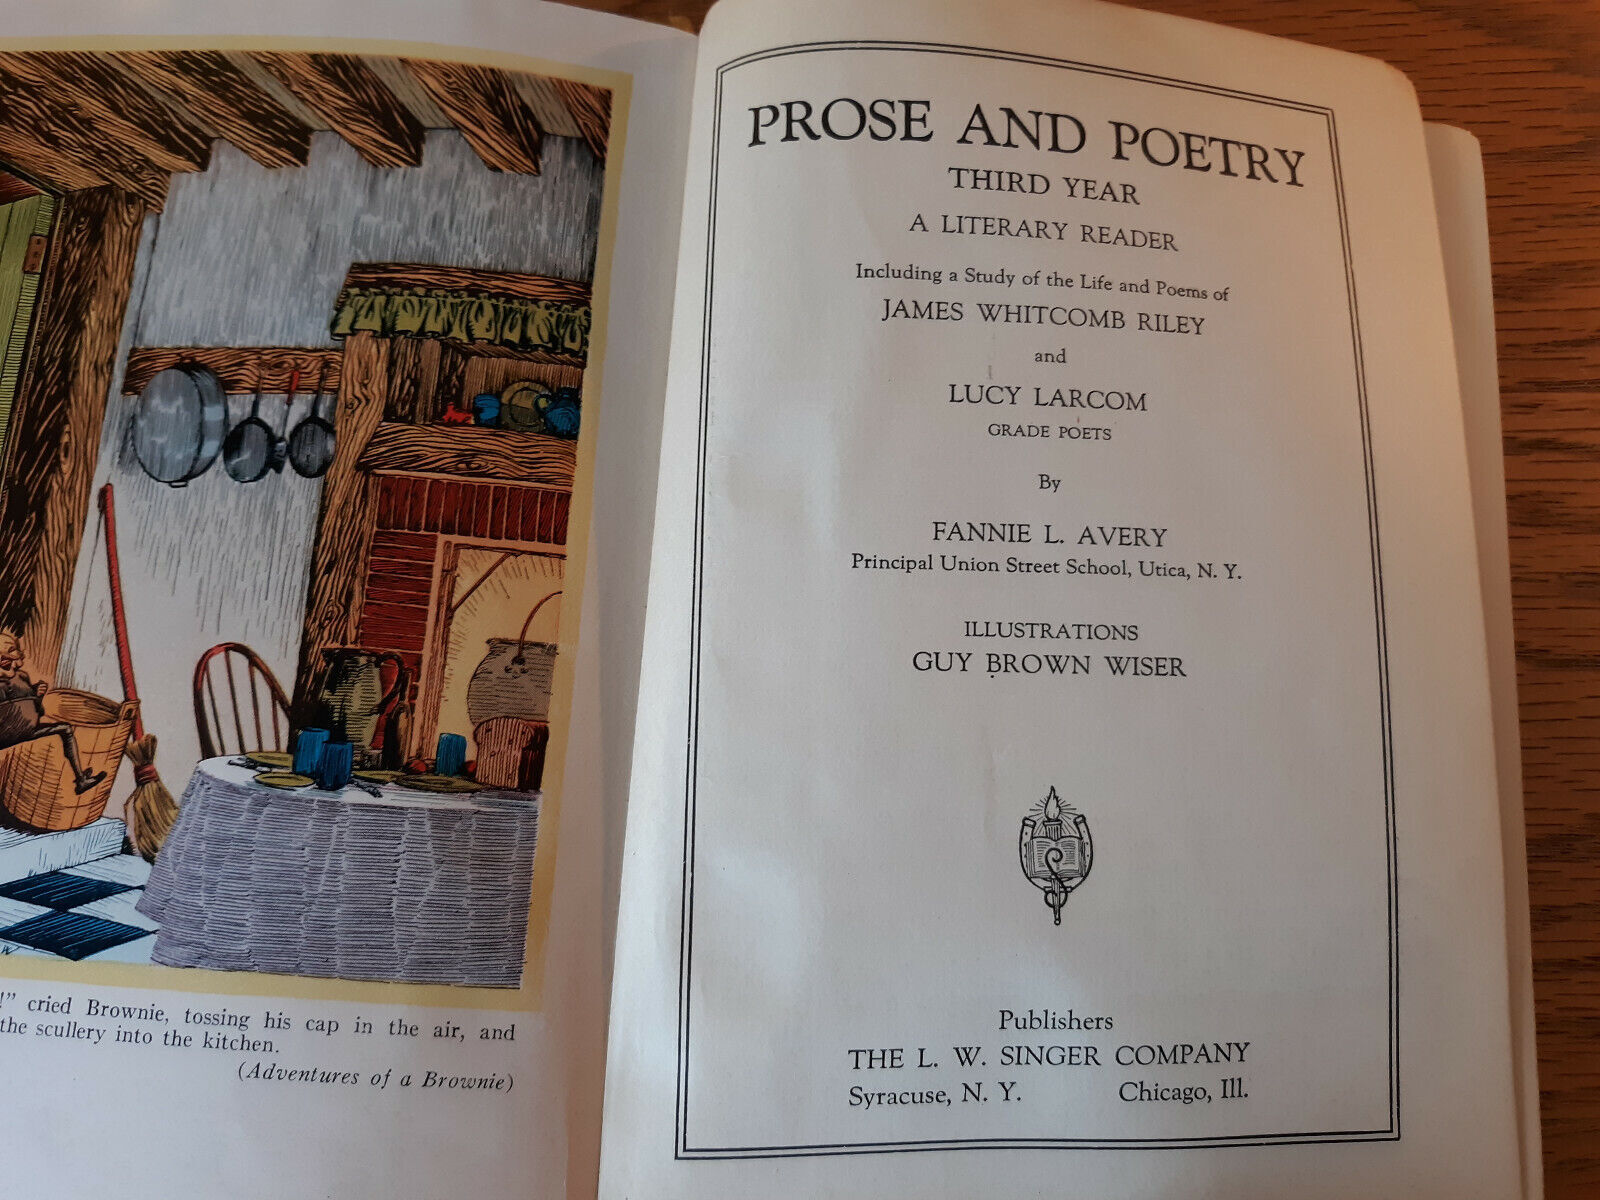 !" cried Brownie, tossing his cap in the air, and
the scullery into the kitchen.
(Adventures of a Brownie)
PROSE AND POETRY
THIRD YEAR
A LITERARY READER
Including a Study of the Life and Poems of
JAMES WHITCOMB RILEY
and
LUCY LARCOM
GRADE POETS
By
FANNIE L. AVERY
Principal Union Street School, Utica, N. Y.
ILLUSTRATIONS
GUY BROWN WISER
Publishers
THE L. W. SINGER COMPANY
Syracuse, N. Y. Chicago, Ill.